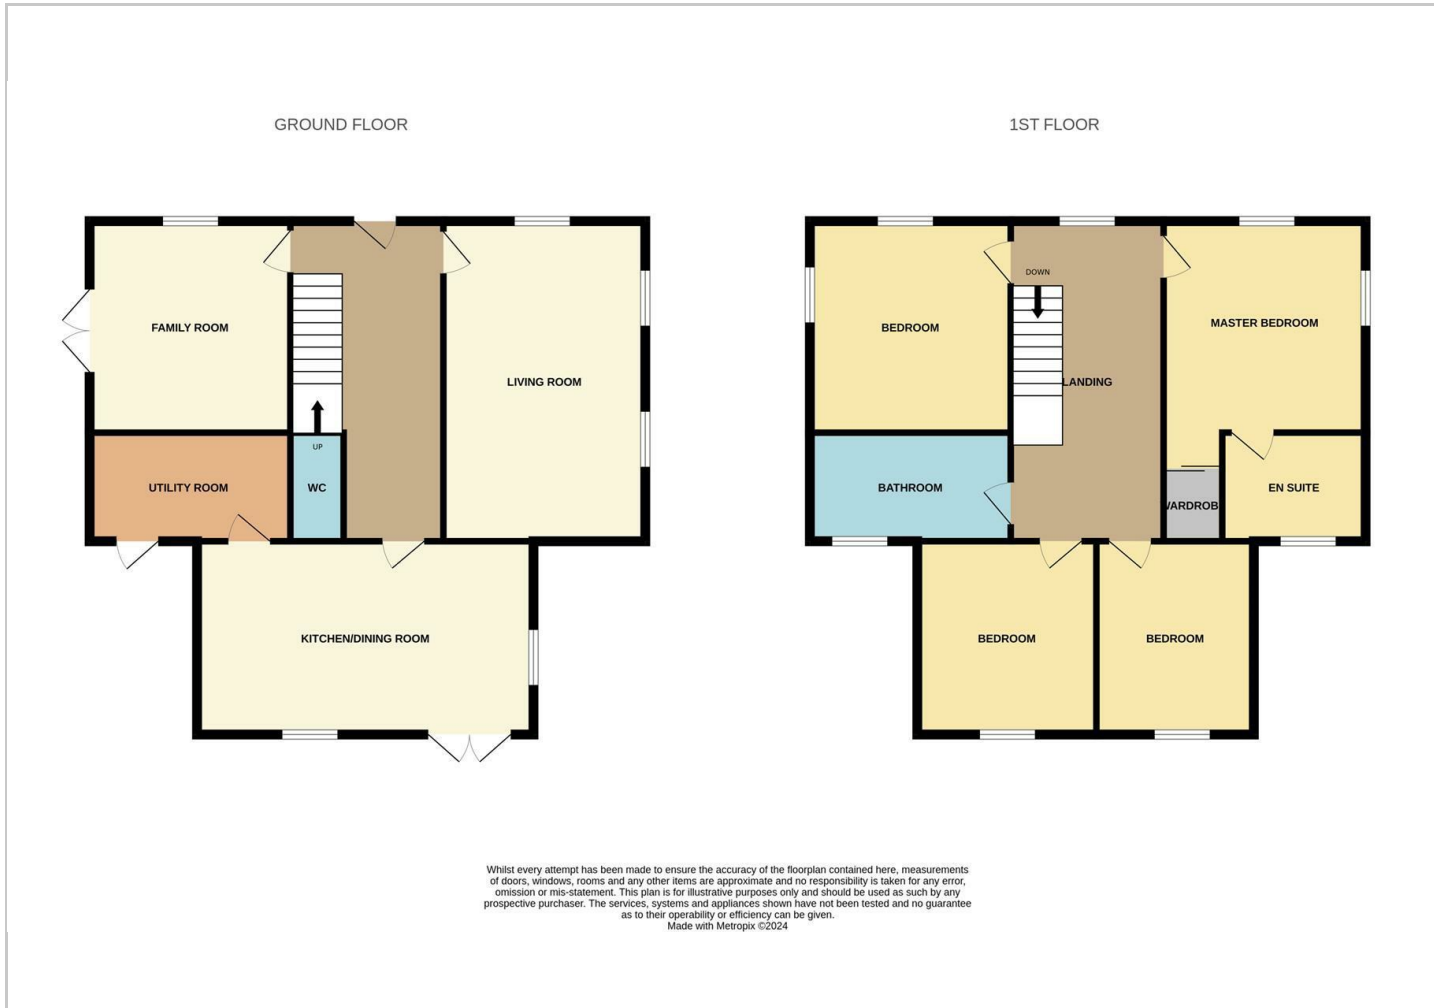 GROUND FLOOR
1ST FLOOR
FAMILY ROOM
LIVING ROOM
UTILITY ROOM
UP
WC
KITCHEN/DINING ROOM
BEDROOM
DOWN
MASTER BEDROOM
LANDING
BATHROOM
WARDROB
EN SUITE
BEDROOM
BEDROOM
Whilst every attempt has been made to ensure the accuracy of the floorplan contained here, measurements
of doors, windows, rooms and any other items are approximate and no responsibility is taken for any error,
omission or mis-statement. This plan is for illustrative purposes only and should be used as such by any
prospective purchaser. The services, systems and appliances shown have not been tested and no guarantee
as to their operability or efficiency can be given.
Made with Metropix ©2024